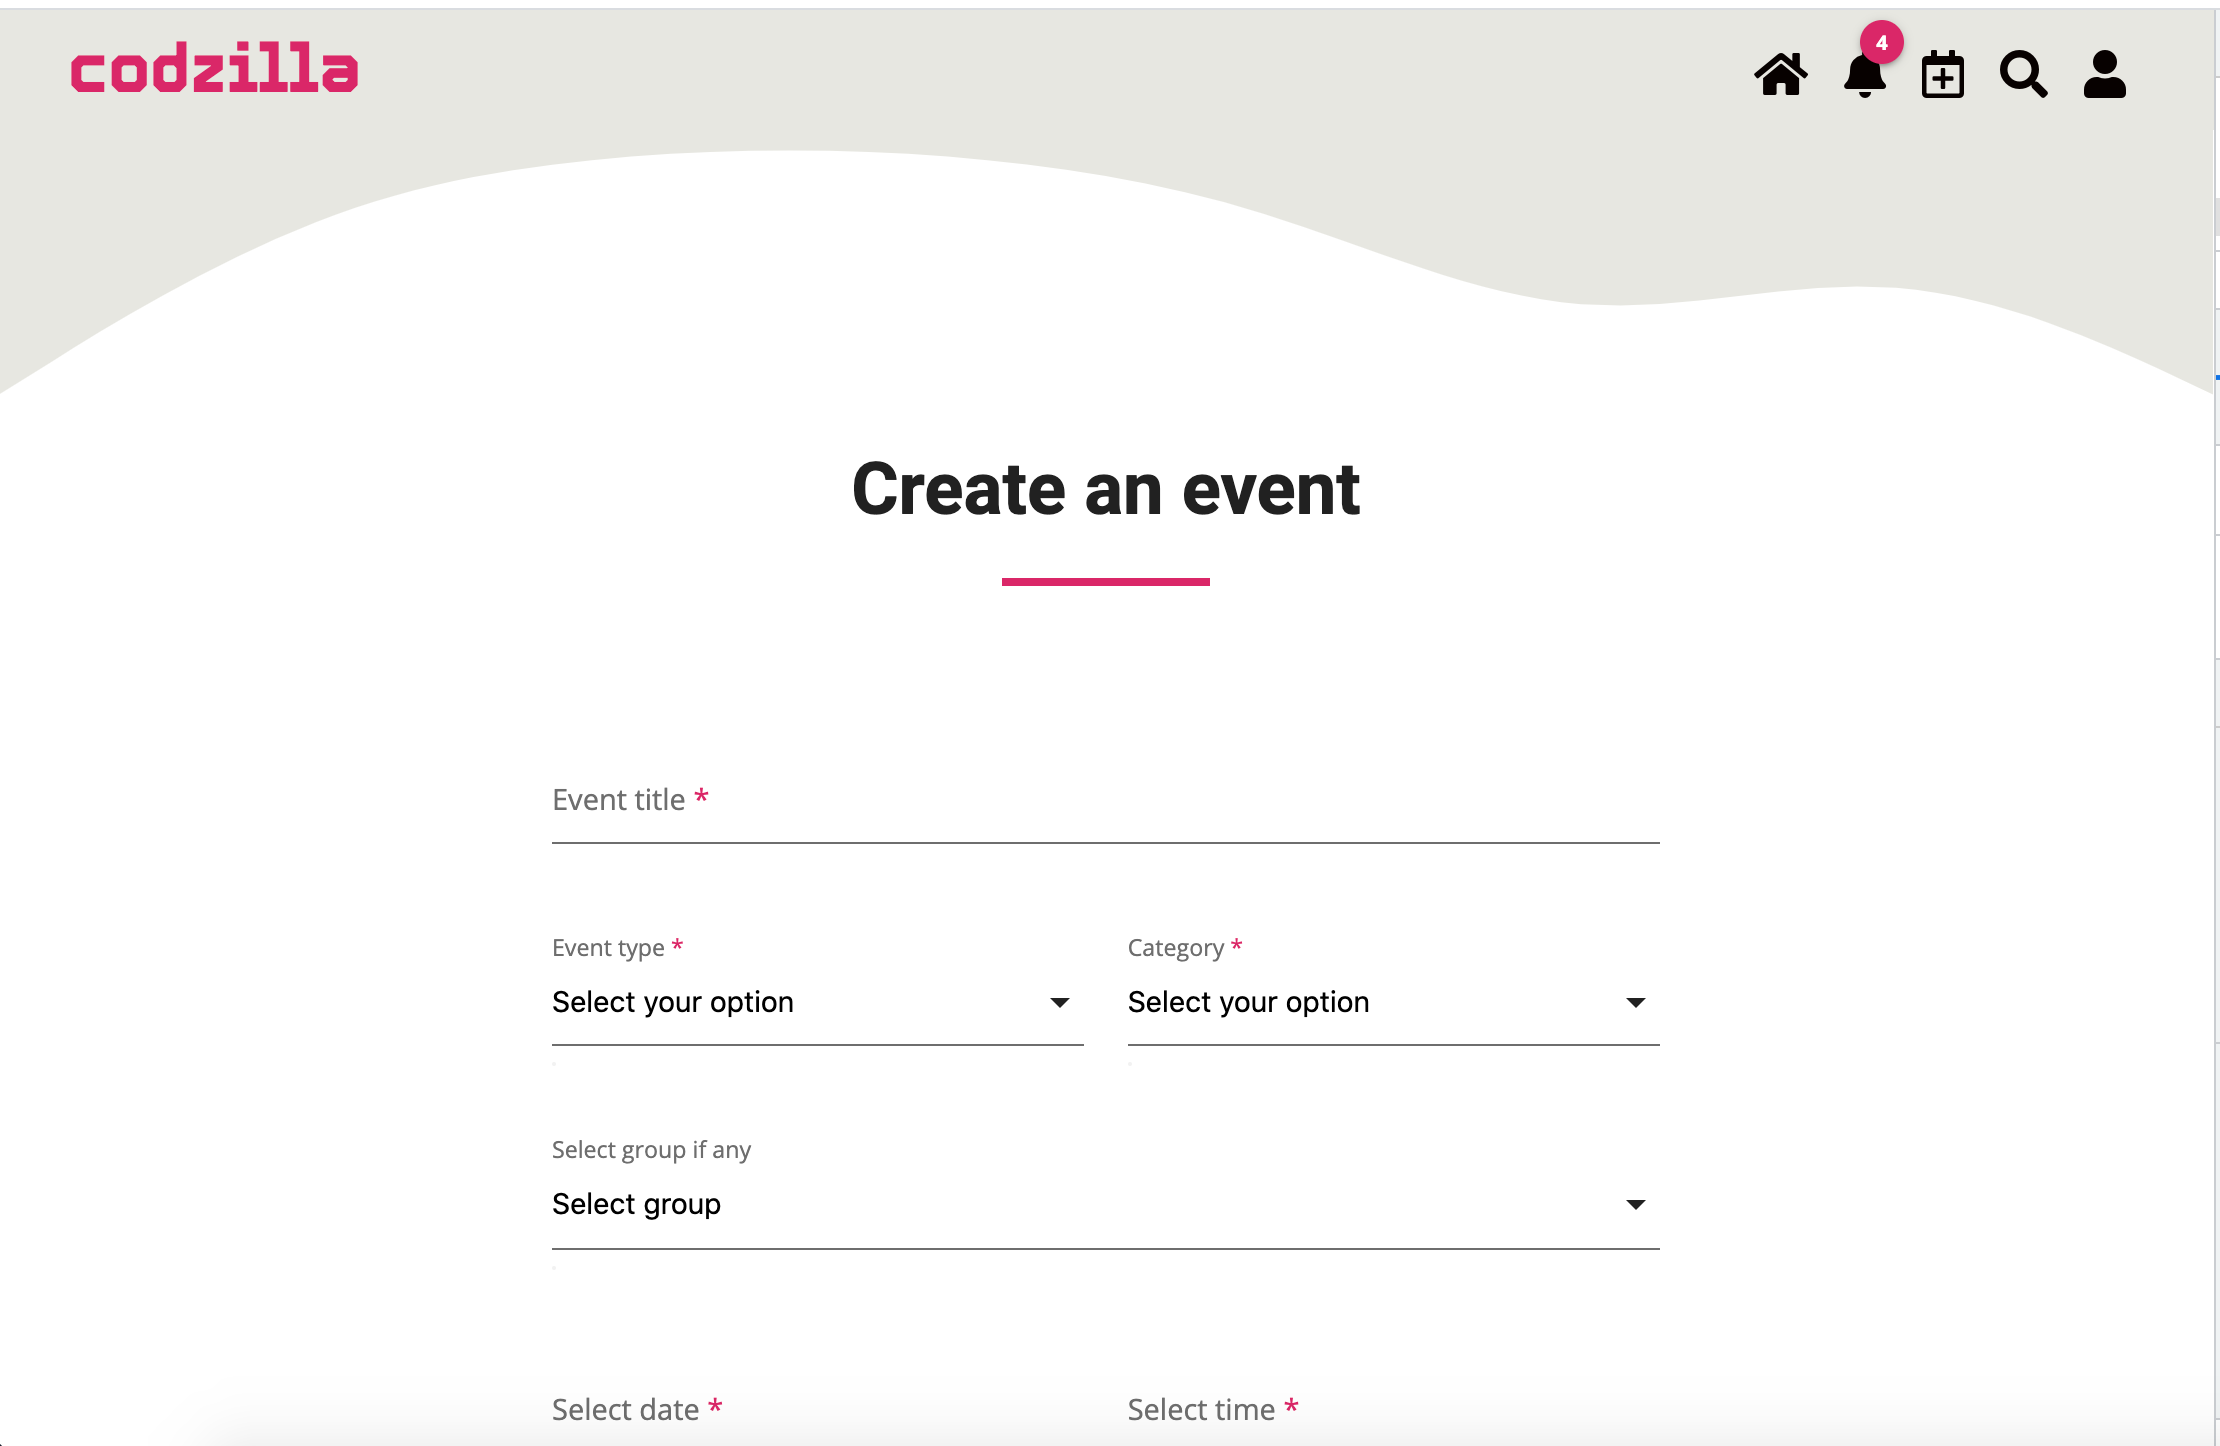 codzilla
4
Create an event
Event title *
Event type *
Category *
Select your option
Select your option
Select group if any
Select group
Select date *
Select time *